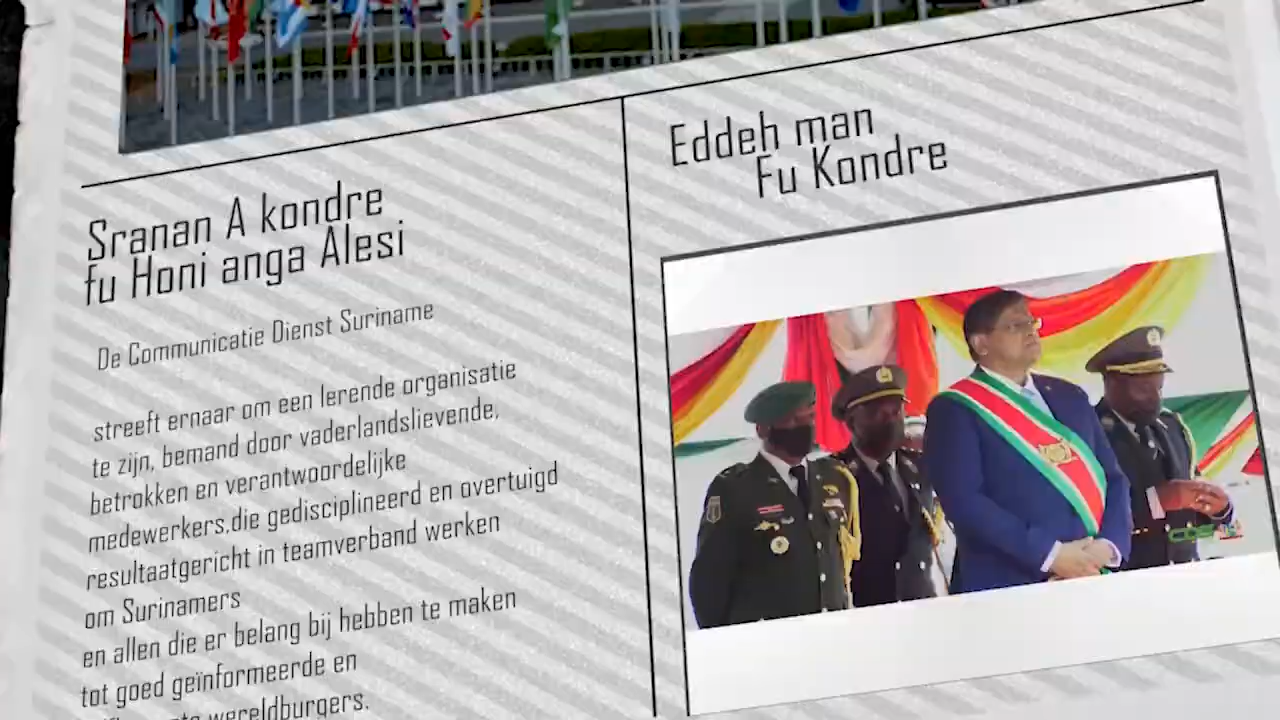 Sranan A kondre
fu Honi anga Alesi
De Communicatie Dienst Suriname
streeft ernaar om een lerende organisatie
te zijn, bemand door vaderlandslievende,
betrokken en verantwoordelijke
medewerkers,die gedisciplineerd en overtuigd
resultaatgericht in teamverband werken
om Surinamers
en allen die er belang bij hebben te maken
tot goed geïnformeerde en
wereldburgers.
Eddeh man
Fu Kondre